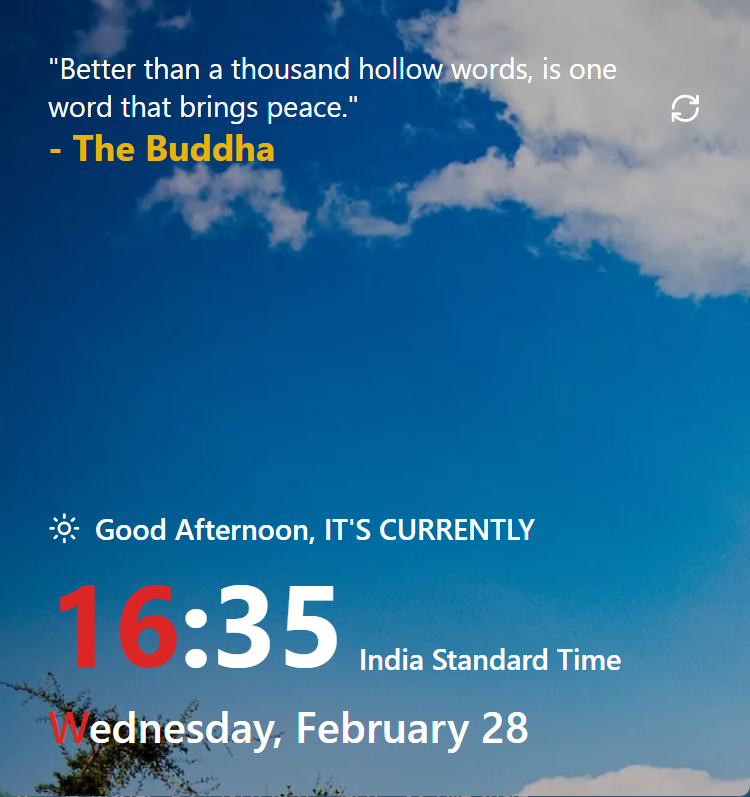 "Better than a thousand hollow words, is one
word that brings peace."
- The Buddha
Good Afternoon, IT'S CURRENTLY
16:35 India Standard Time
Wednesday, February 28